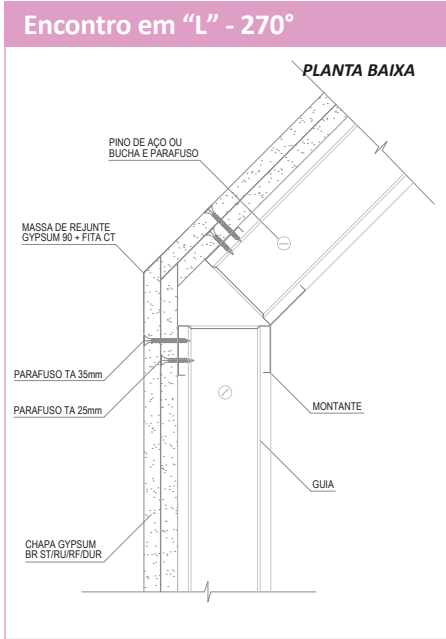 Encontro em “L” - 270°
PLANTA BAIXA
PINO DE AÇO OU
BUCHA E PARAFUSO
MASSA DE REJUNTE
GYPSUM 90 + FITA CT
PARAFUSO TA 35mm
PARAFUSO TA 25mm
MONTANTE
GUIA
CHAPA GYPSUM
BR ST/RU/RF/DUR